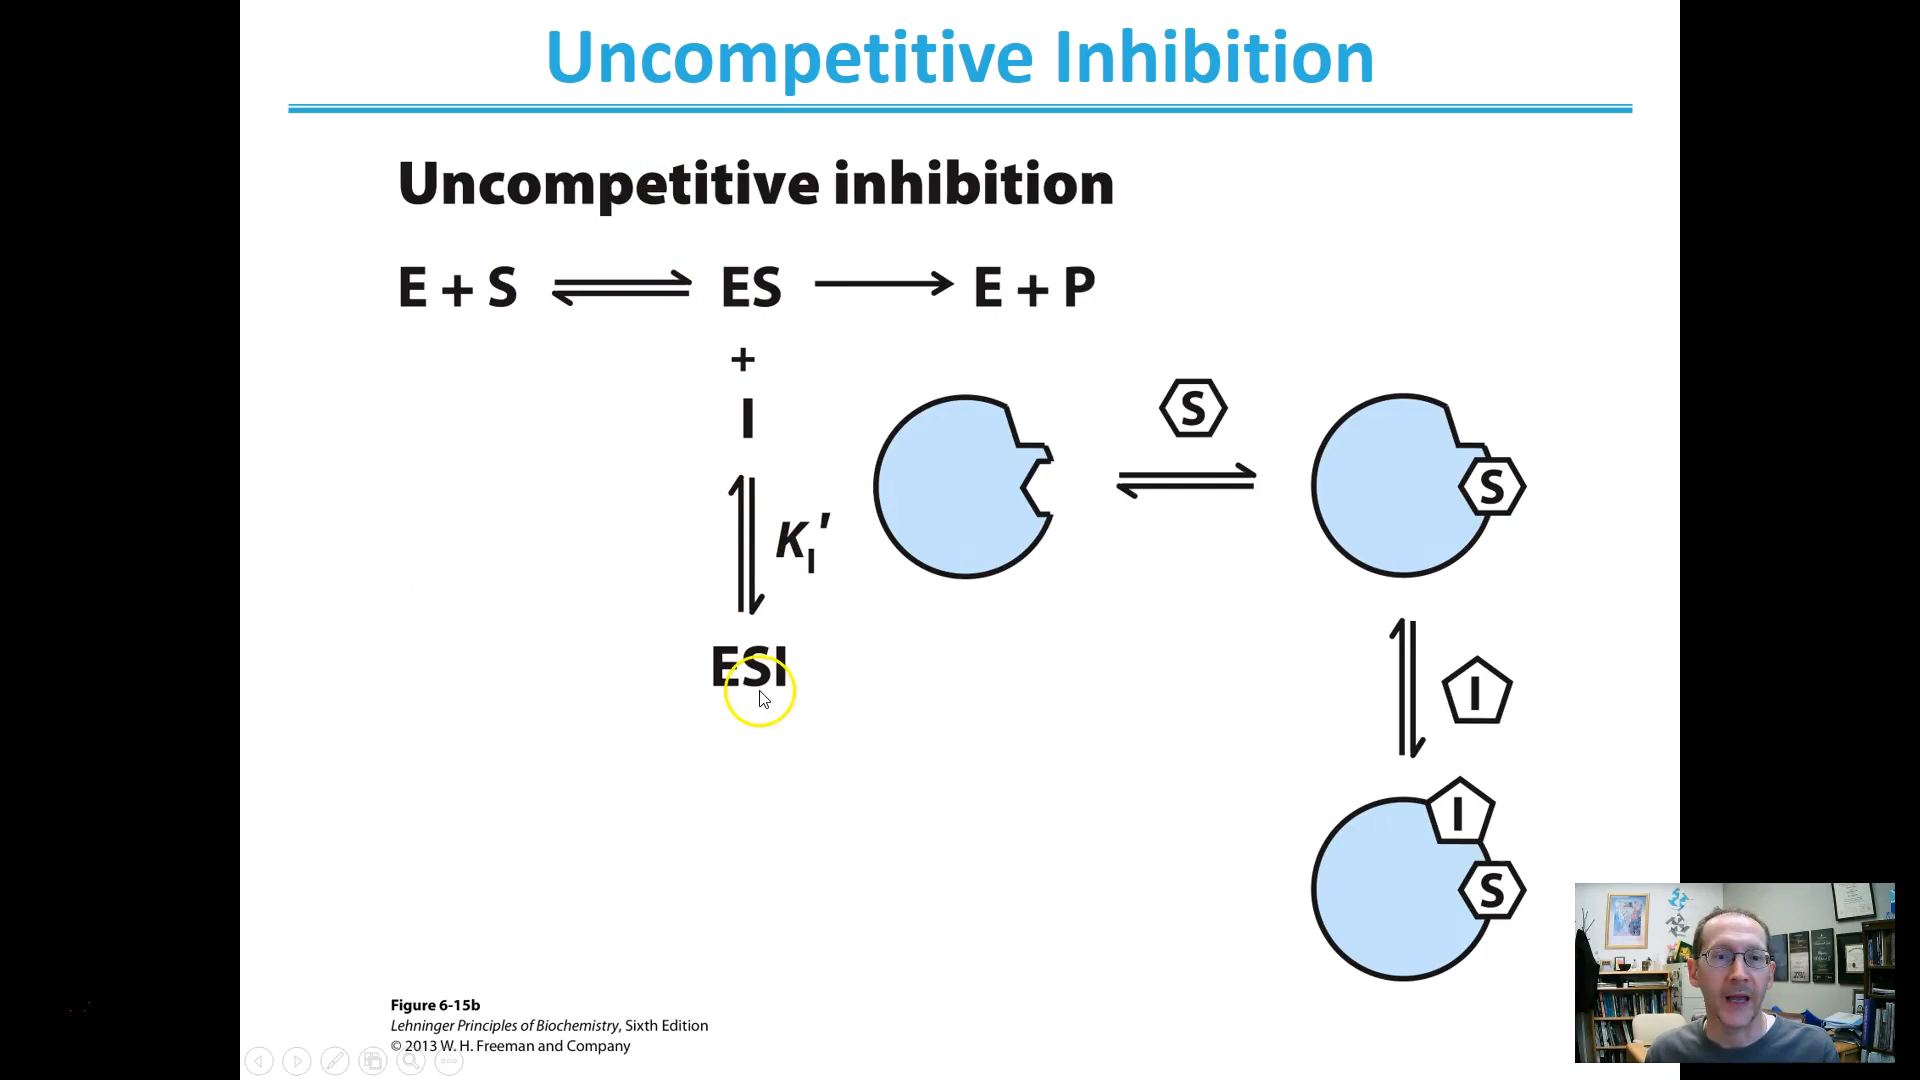 Uncompetitive Inhibition
Uncompetitive inhibition
E + S ES E + P
+
I
K_I'
ESI
S
S
I
I
S
Figure 6-15b
Lehninger Principles of Biochemistry, Sixth Edition
© 2013 W. H. Freeman and Company